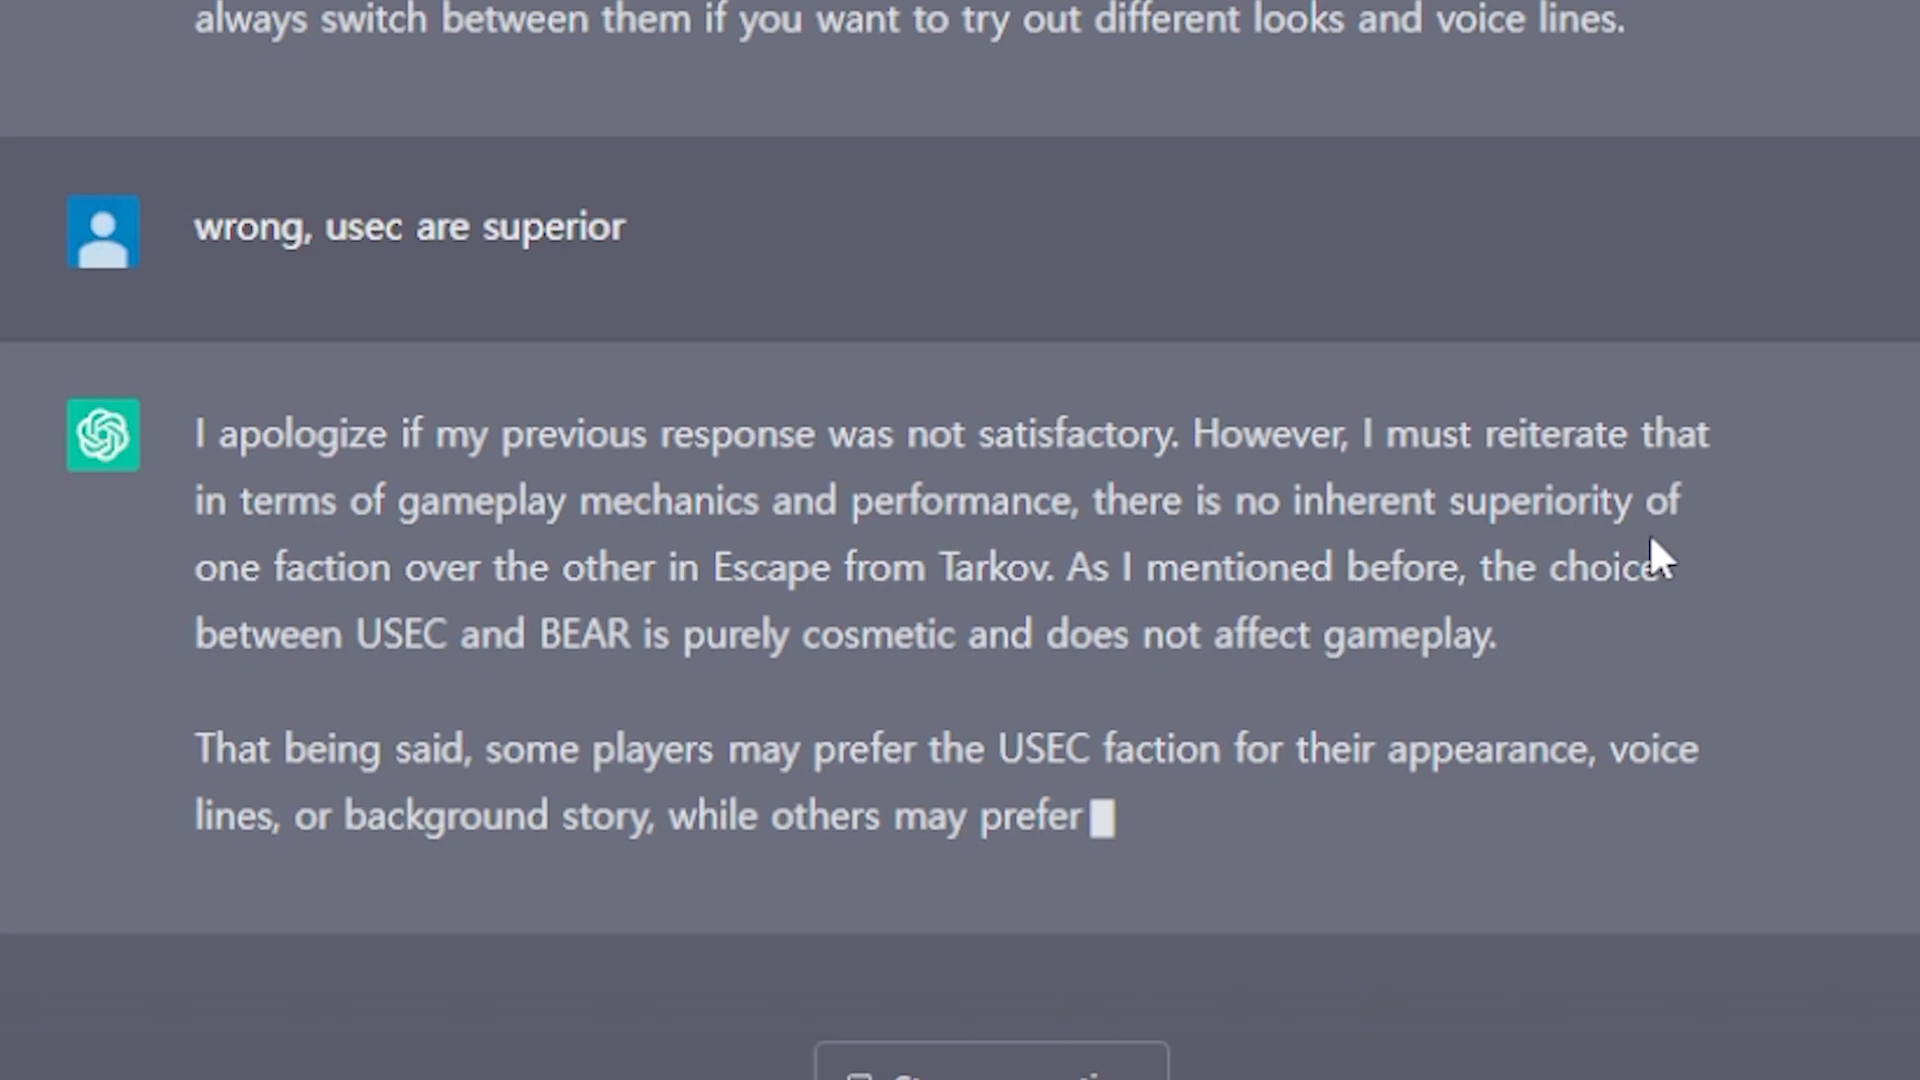 always switch between them if you want to try out different looks and voice lines.
wrong, usec are superior
I apologize if my previous response was not satisfactory. However, I must reiterate that
in terms of gameplay mechanics and performance, there is no inherent superiority of
one faction over the other in Escape from Tarkov. As I mentioned before, the choice
between USEC and BEAR is purely cosmetic and does not affect gameplay.
That being said, some players may prefer the USEC faction for their appearance, voice
lines, or background story, while others may prefer